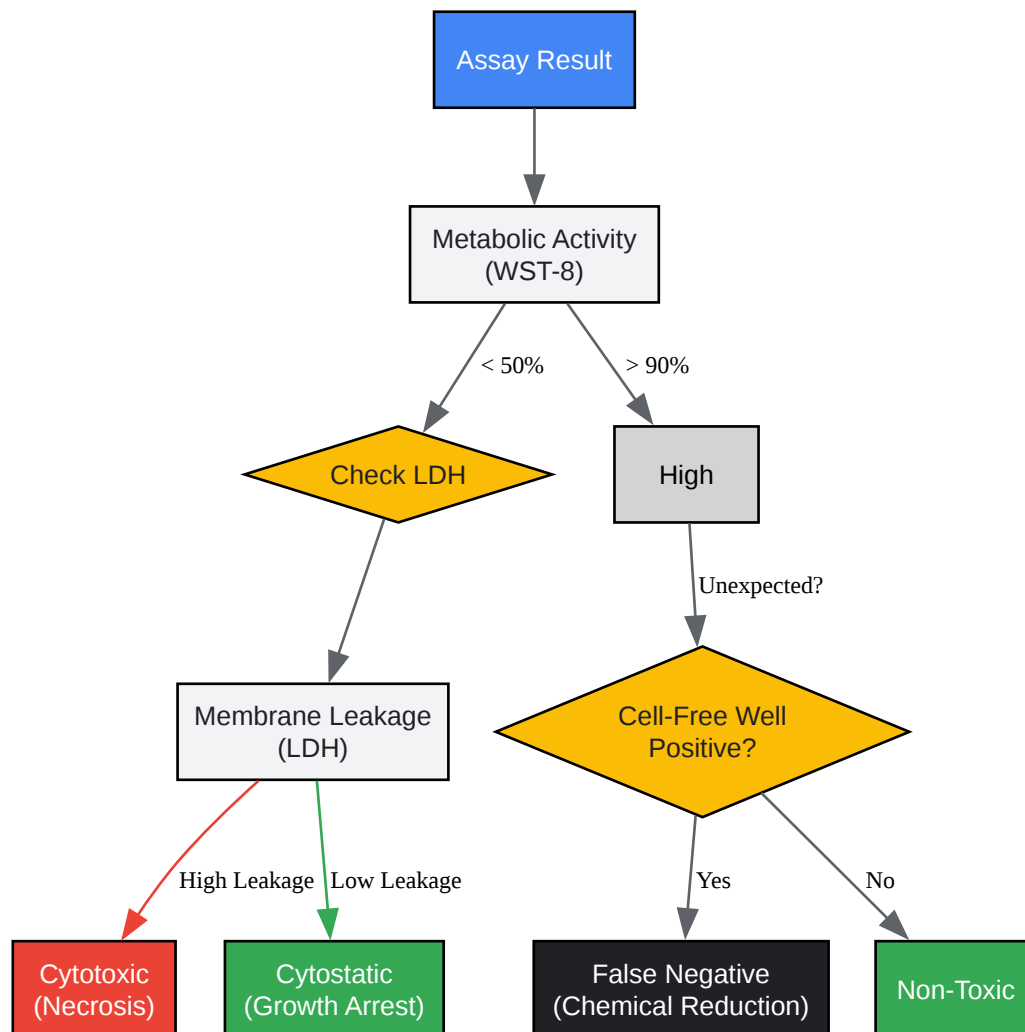 Assay Result
Metabolic Activity
(WST-8)
< 50%
> 90%
Check LDH
High
Unexpected?
Membrane Leakage
(LDH)
Cell-Free Well
Positive?
High Leakage
Low Leakage
Yes
No
Cytotoxic
(Necrosis)
Cytostatic
(Growth Arrest)
False Negative
(Chemical Reduction)
Non-Toxic